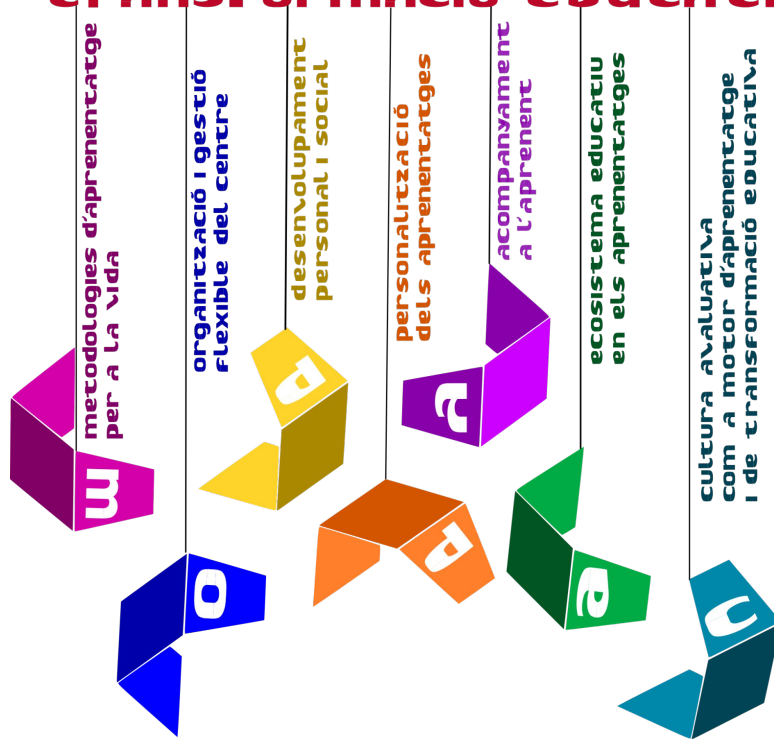 metodologies d'aprenentatge
per a la vida
organització i gestió
flexible del centre
desenvolupament
personal i social
personalització
dels aprenentatges
acompanyament
a l'aprenent
ecosistema educatiu
en els aprenentatges
cultura avaluativa
com a motor d'aprenentatge
i de transformació educativa
m
o
d
p
a
e
c